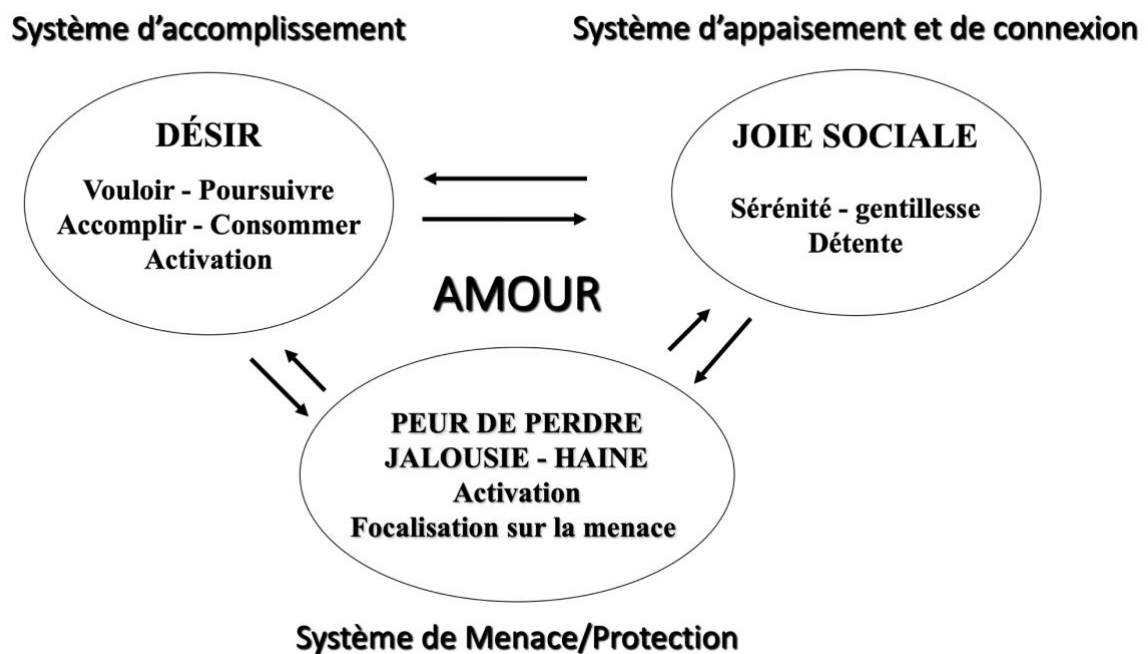 Système d’accomplissement
Système d’appaisement et de connexion
DÉSIR
Vouloir - Poursuivre
Accomplir - Consommer
Activation
JOIE SOCIALE
Sérénité - gentillesse
Détente
AMOUR
PEUR DE PERDRE
JALOUSIE - HAINE
Activation
Focalisation sur la menace
Système de Menace/Protection